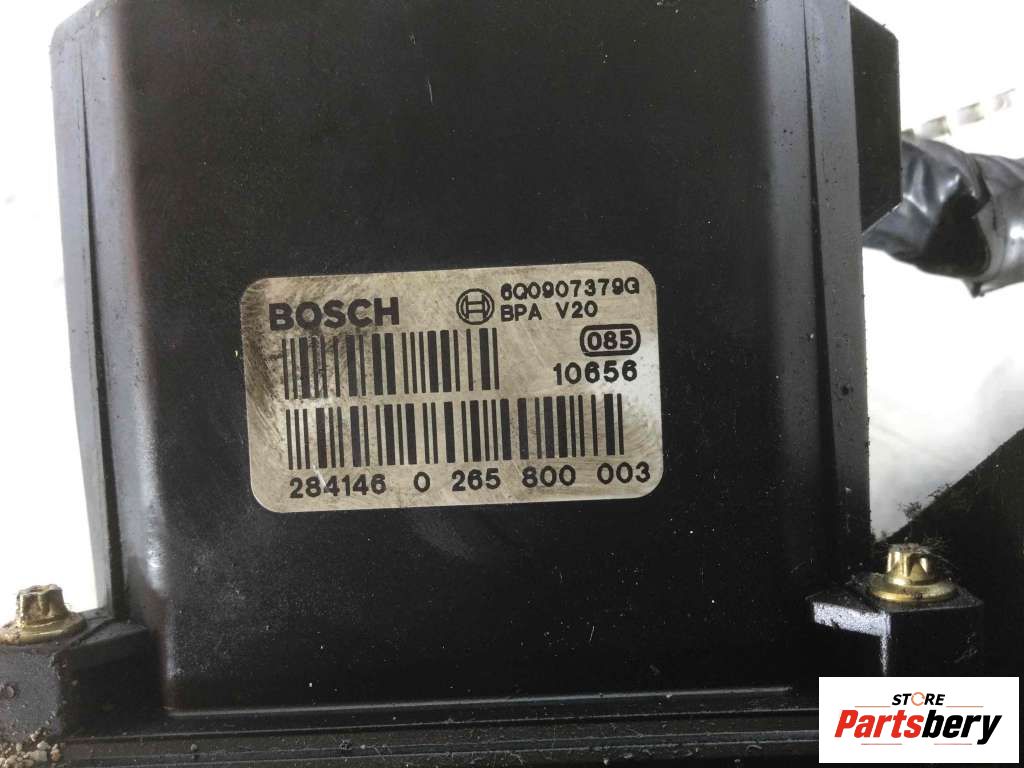 BOSCH
6Q0907379G
BPA V20
085
10656
284146 0 265 800 003
STORE
Partsbery